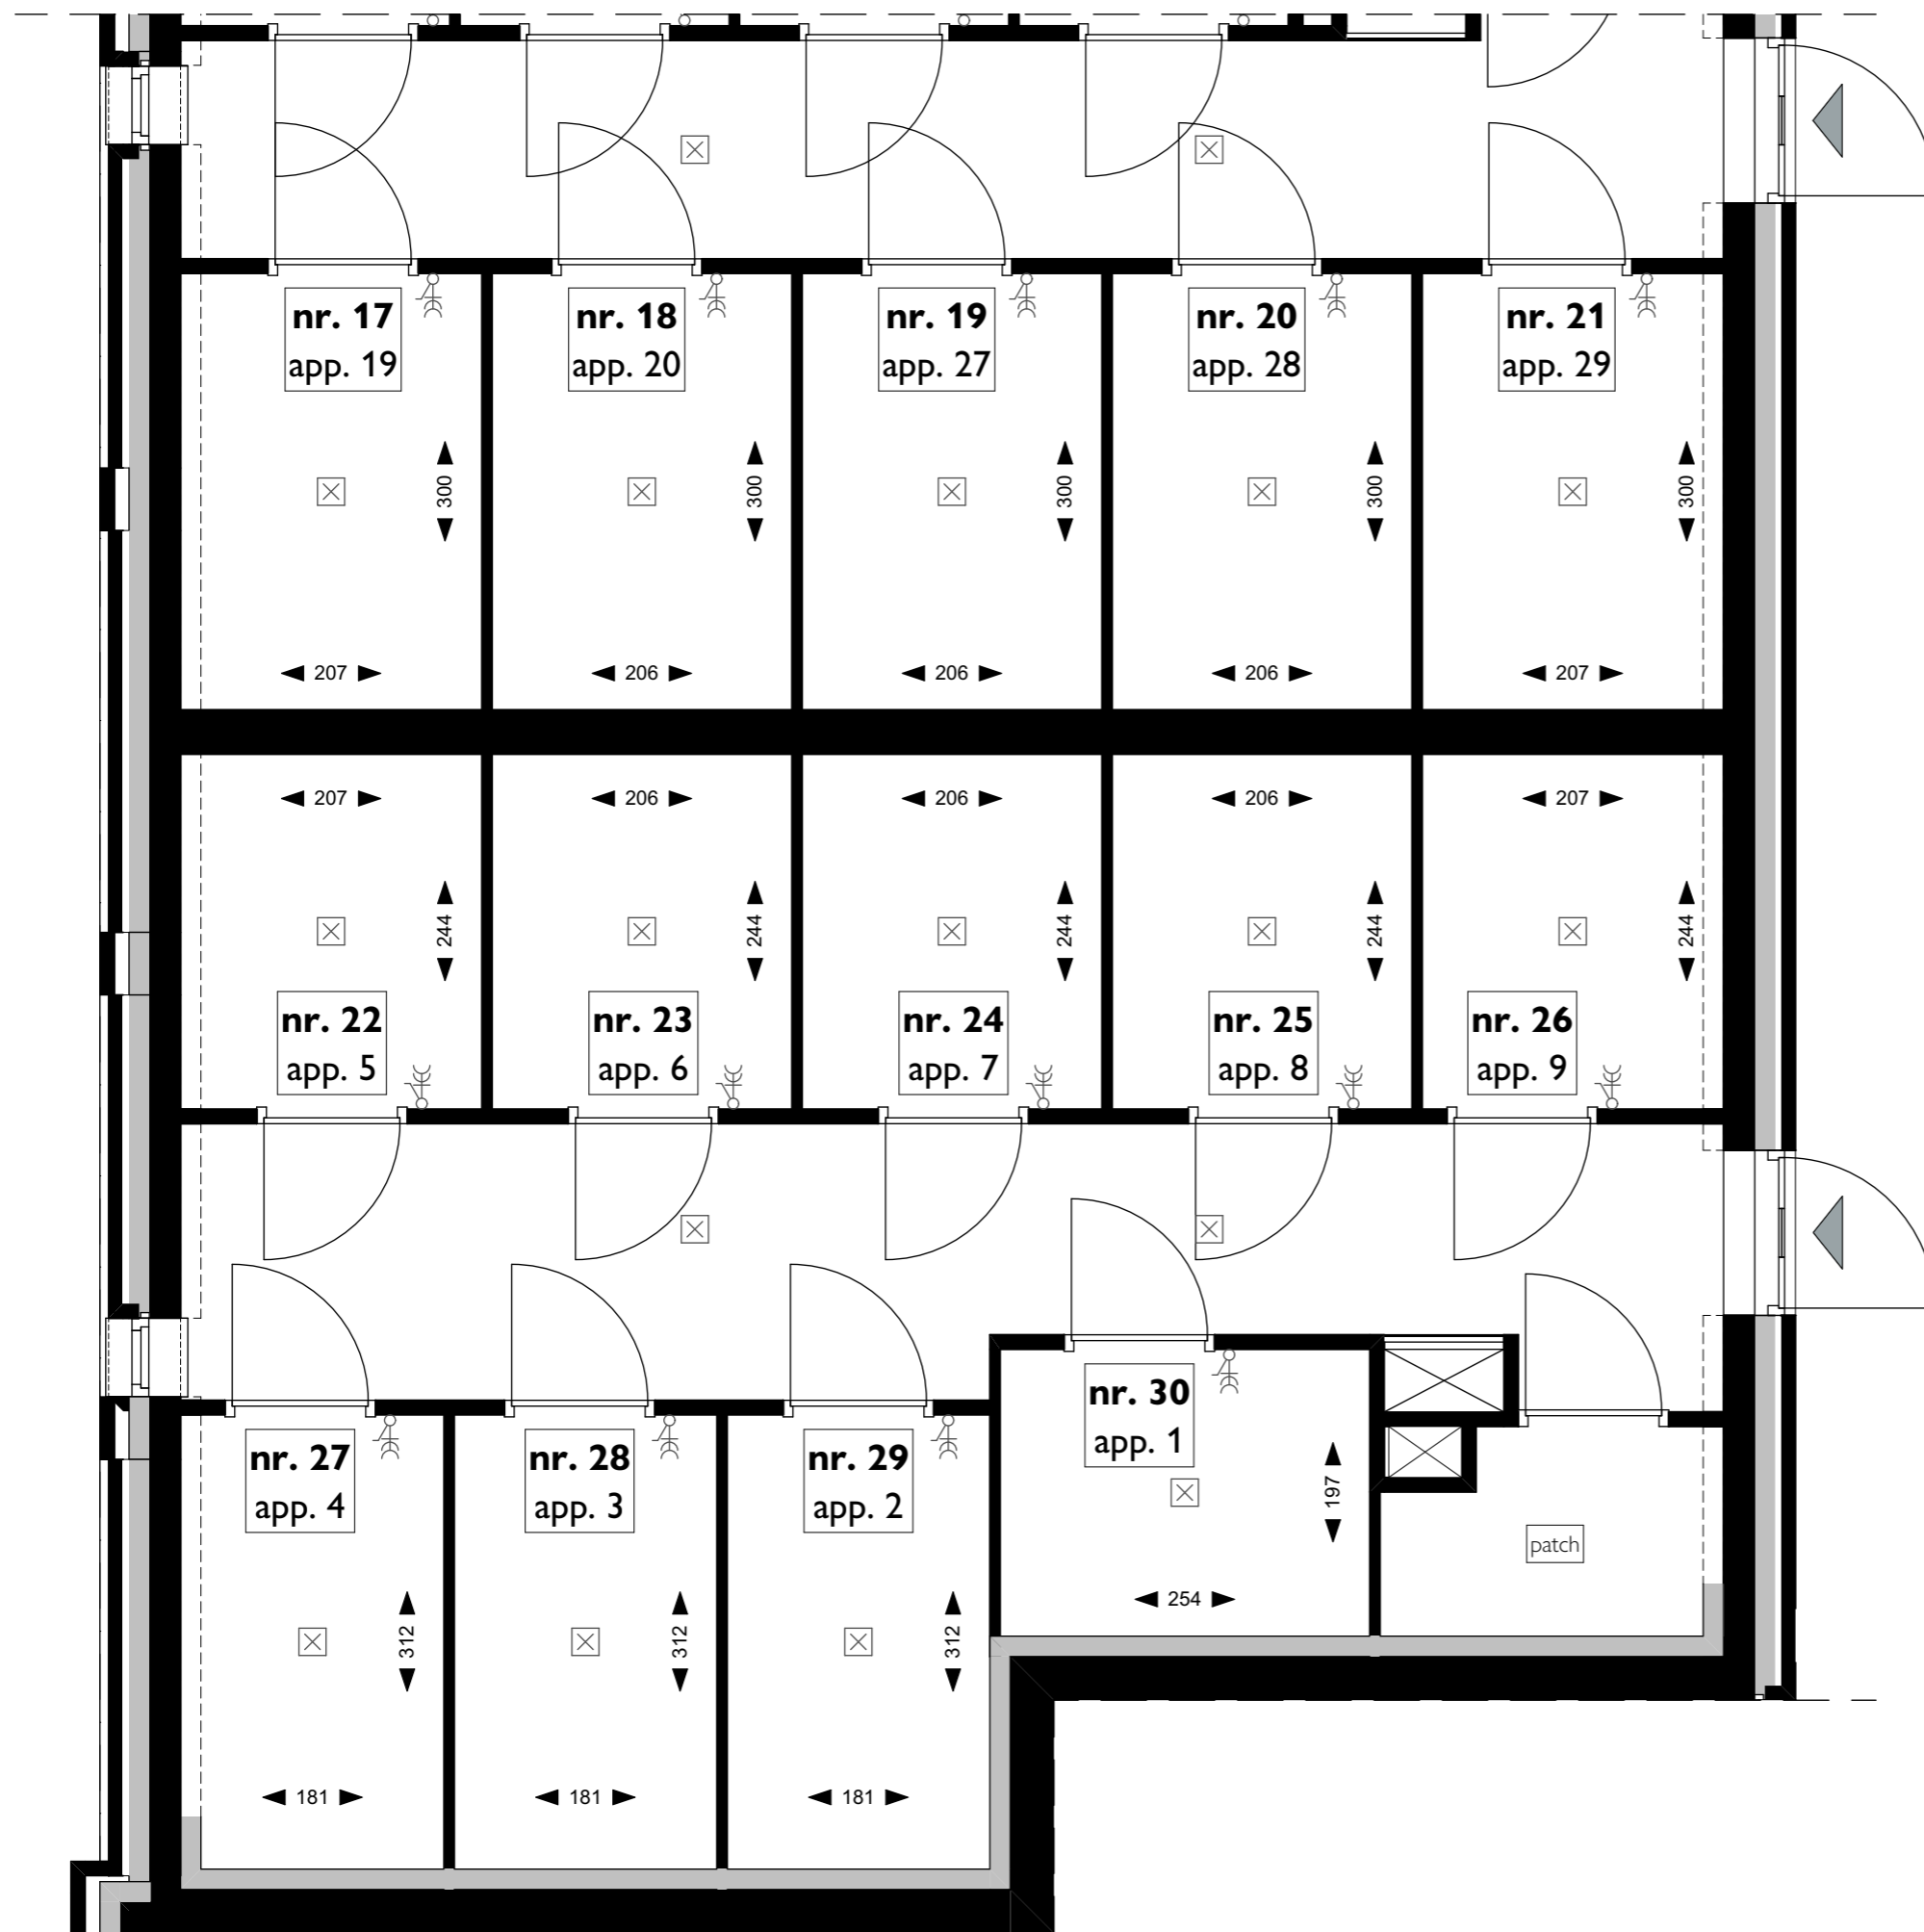 nr. 17
app. 19
nr. 18
app. 20
nr. 19
app. 27
nr. 20
app. 28
nr. 21
app. 29
300
300
300
300
300
207
206
206
206
207
207
206
206
206
207
244
244
244
244
244
nr. 22
app. 5
nr. 23
app. 6
nr. 24
app. 7
nr. 25
app. 8
nr. 26
app. 9
nr. 30
app. 1
nr. 27
app. 4
nr. 28
app. 3
nr. 29
app. 2
197
patch
254
312
312
312
181
181
181